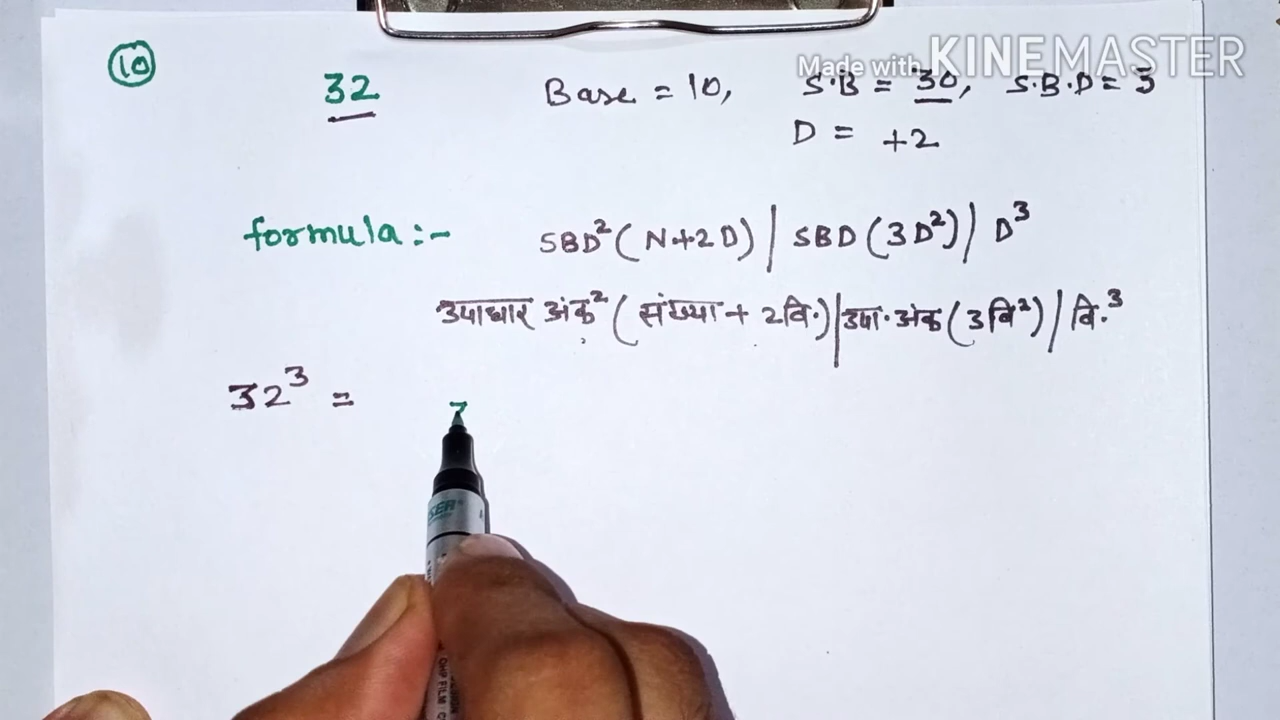 Made with KINEMASTER
(10)
32 Base = 10, S.B = 30, S.B.D = 3
D = +2
formula:- SBD²(N+2D) | SBD(3D²) | D³
उपाधार अंक² (संख्या + 2वि.) | उपा. अंक (3वि²) | वि.³
32³ =